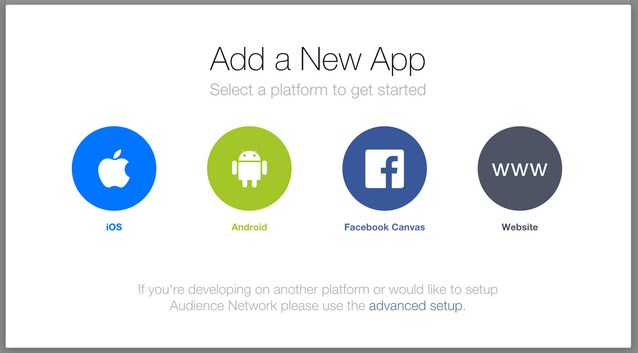 Add a New App
Select a platform to get started
www
iOS
Android
Facebook Canvas
Website
If you're developing on another platform or would like to setup
Audience Network please use the advanced setup.